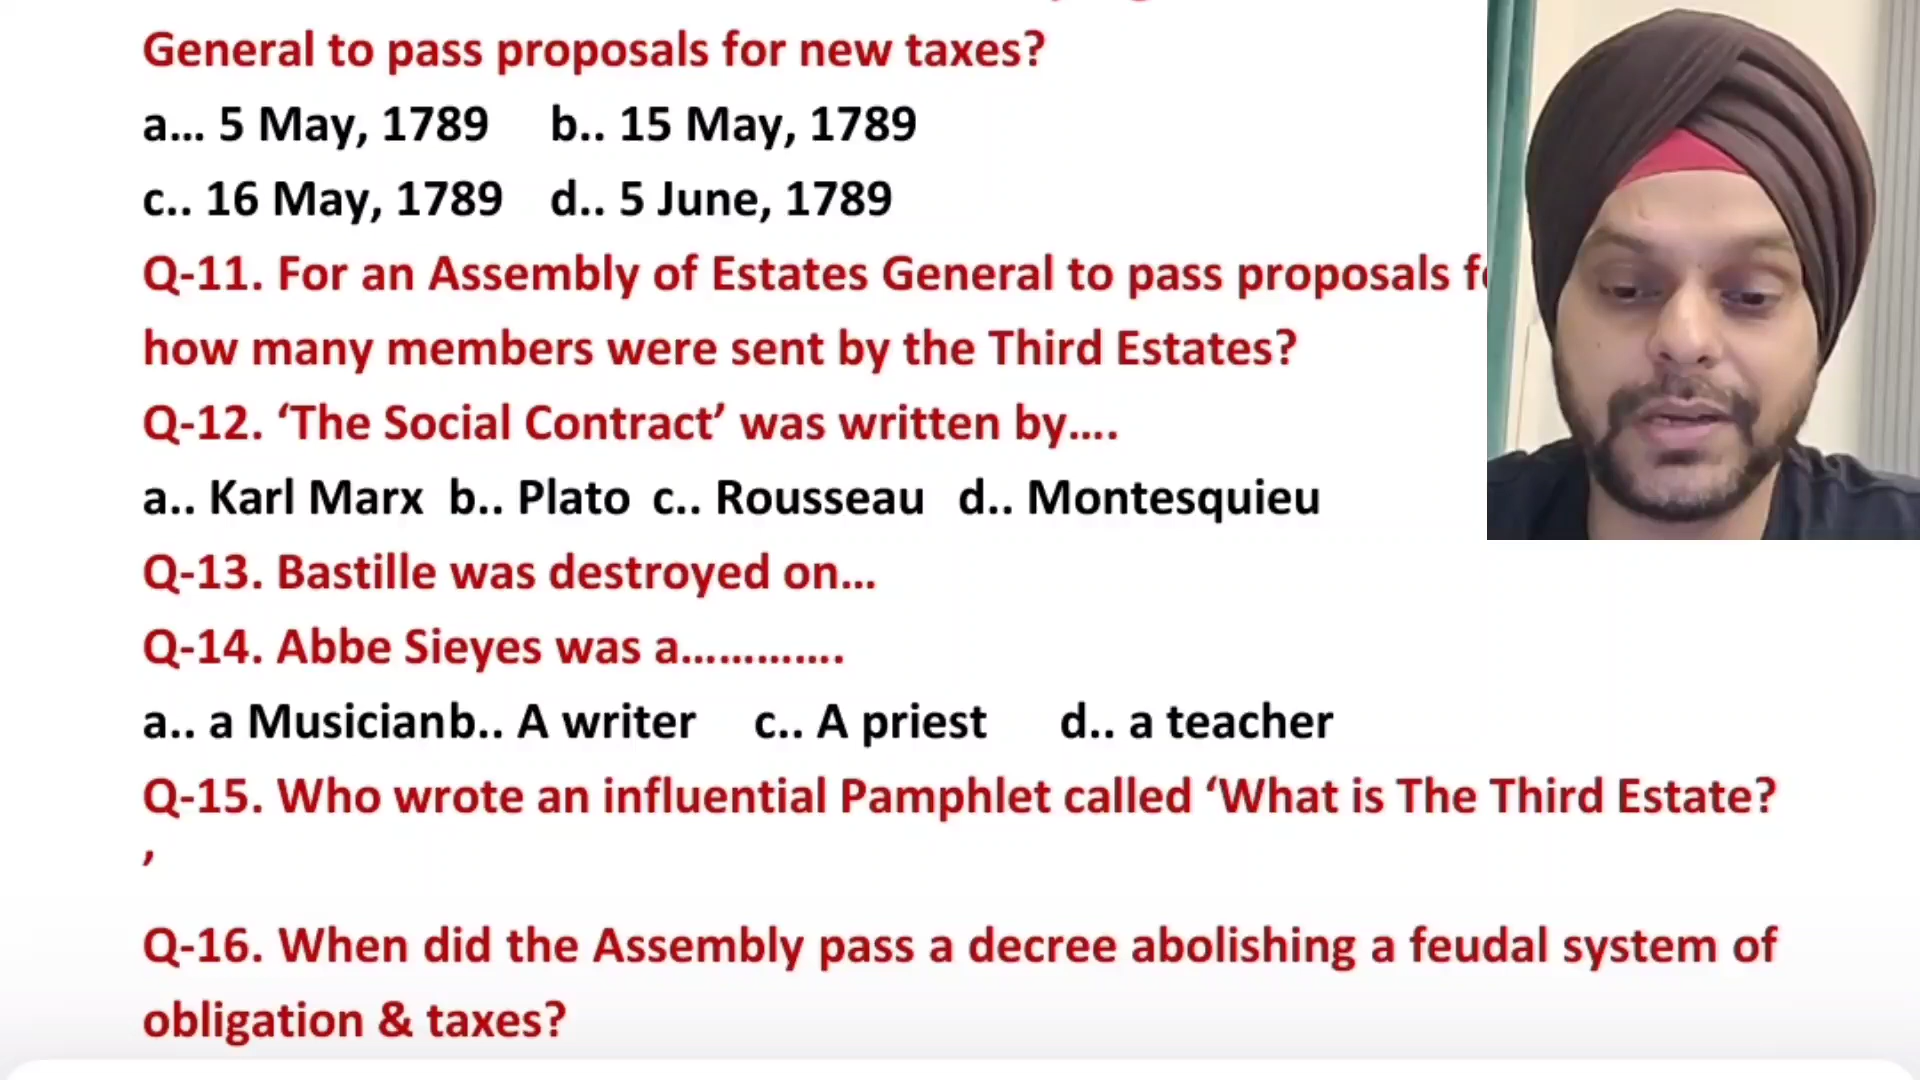 General to pass proposals for new taxes?
a... 5 May, 1789 b.. 15 May, 1789
c.. 16 May, 1789 d.. 5 June, 1789
Q-11. For an Assembly of Estates General to pass proposals
how many members were sent by the Third Estates?
Q-12. ‘The Social Contract’ was written by....
a.. Karl Marx b.. Plato c.. Rousseau d.. Montesquieu
Q-13. Bastille was destroyed on...
Q-14. Abbe Sieyes was a.............
a.. a Musicianb.. A writer c.. A priest d.. a teacher
Q-15. Who wrote an influential Pamphlet called ‘What is The Third Estate?
’
Q-16. When did the Assembly pass a decree abolishing a feudal system of
obligation & taxes?